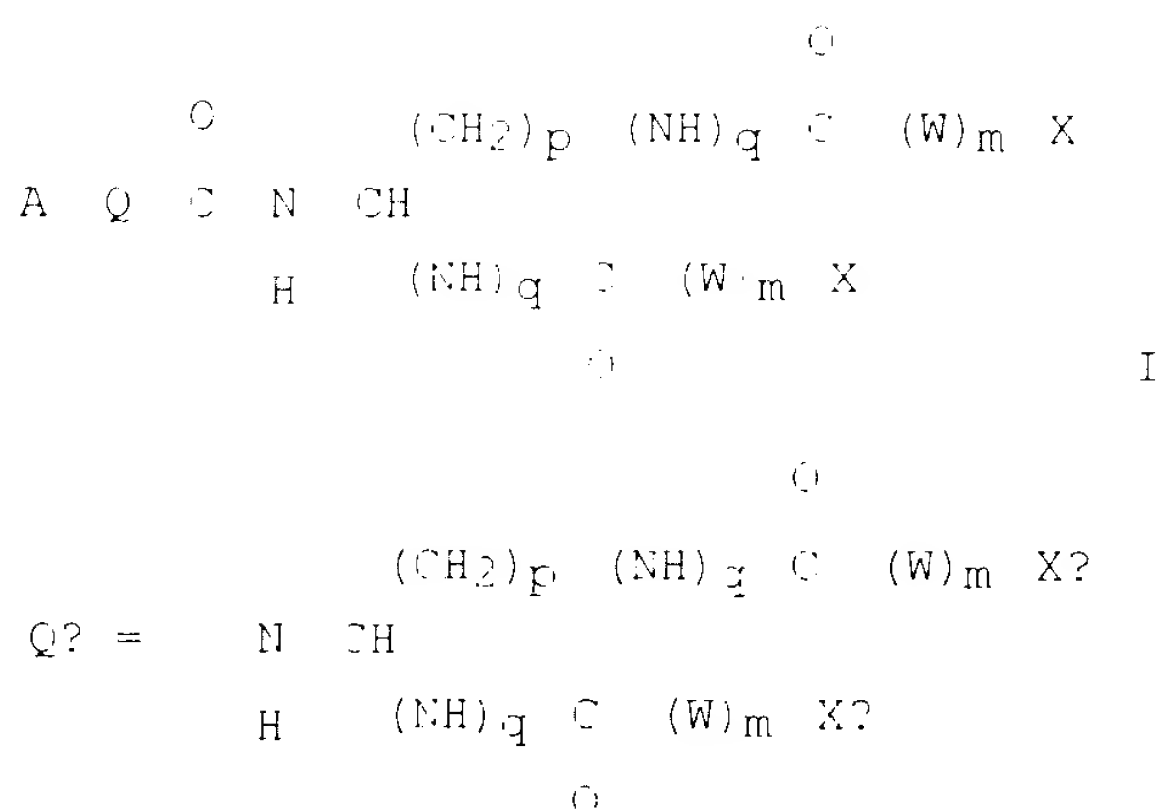 O
O (CH2)p (NH)q C (W)m X
A Q C N CH
H (NH)q C (W)m X
O I
O
(CH2)p (NH)q C (W)m X?
Q? = N CH
H (NH)q C (W)m X?
O